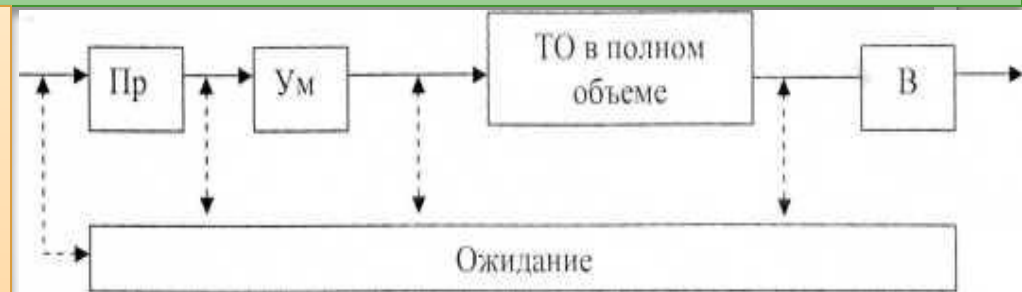 Пр
Ум
ТО в полном
объеме
В
Ожидание